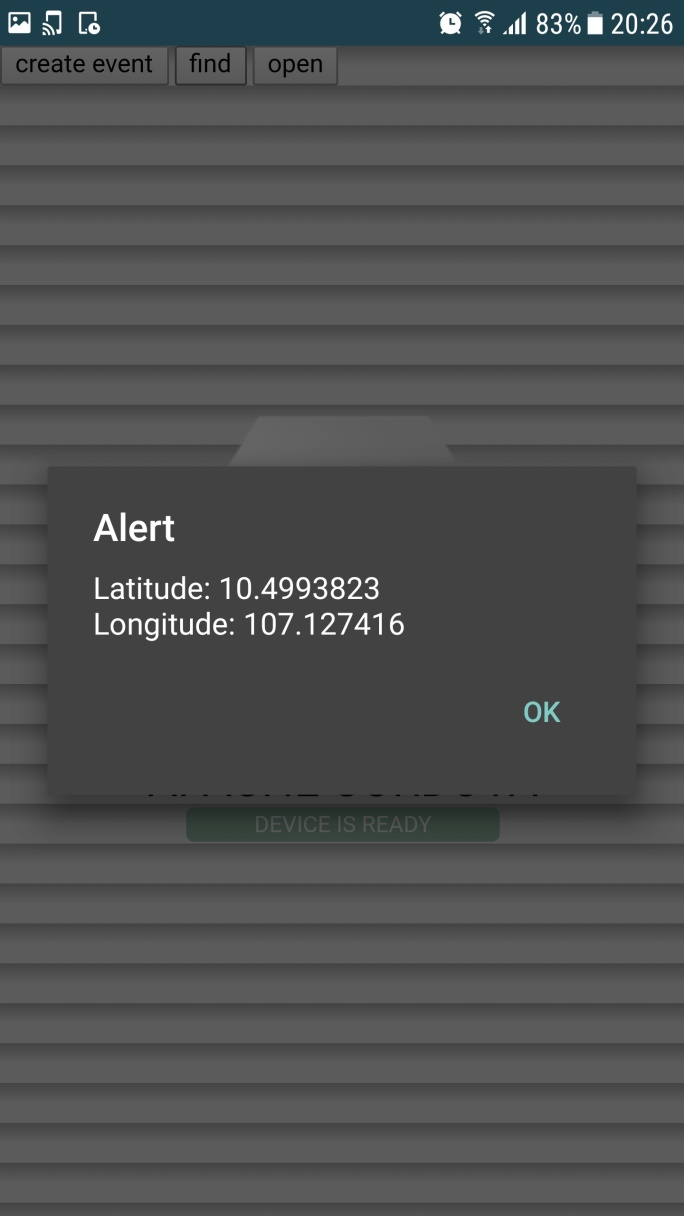 83% 20:26
create event find open
Alert
Latitude: 10.4993823
Longitude: 107.127416
OK
DEVICE IS READY